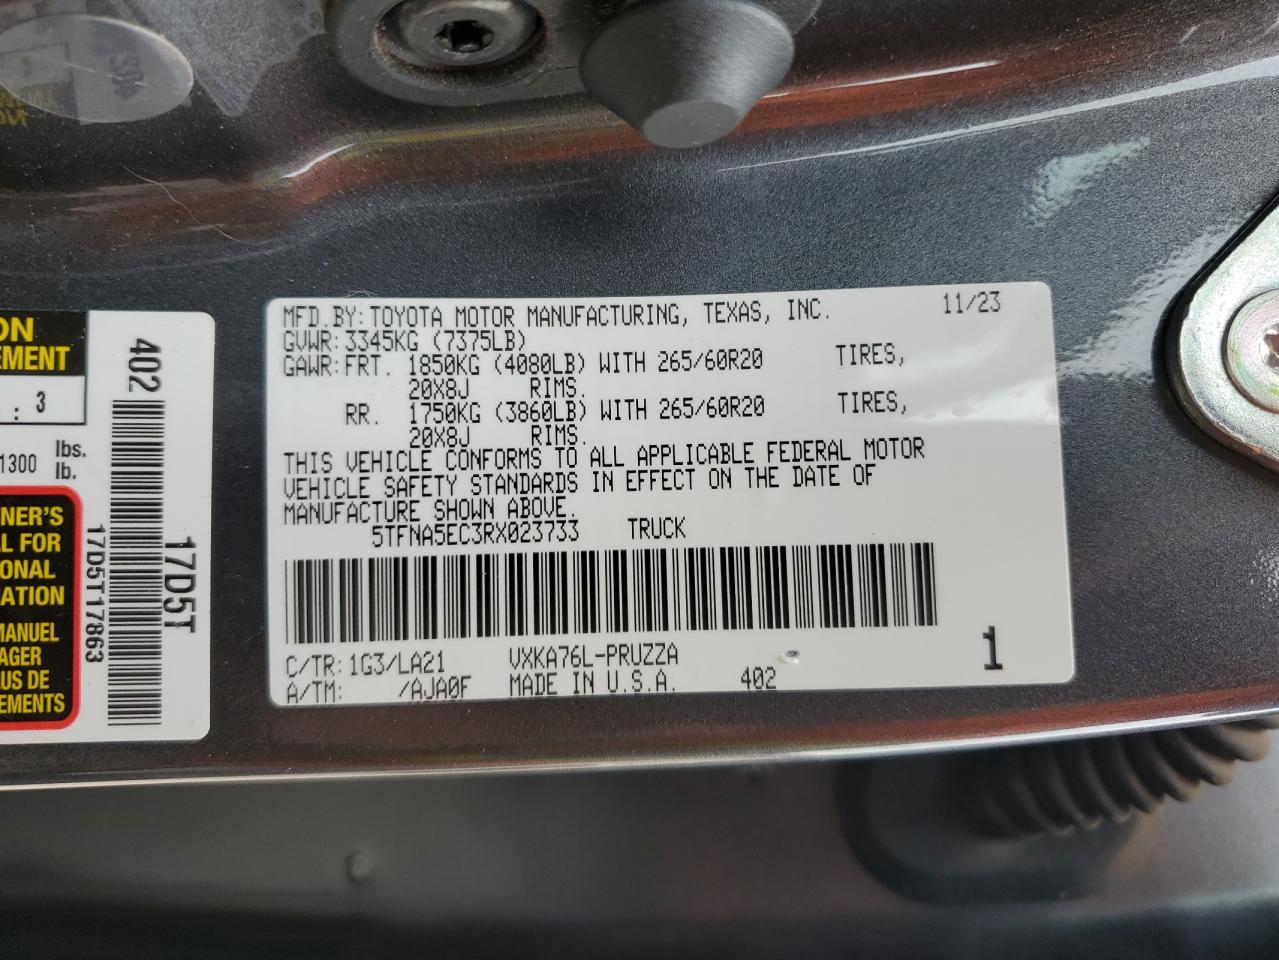 MFD.BY:TOYOTA MOTOR MANUFACTURING, TEXAS, INC. 11/23
GVWR:3345KG (7375LB)
GAWR:FRT. 1850KG (4080LB) WITH 265/60R20 TIRES,
20X8J RIMS.
RR. 1750KG (3860LB) WITH 265/60R20 TIRES,
20X8J RIMS.
THIS VEHICLE CONFORMS TO ALL APPLICABLE FEDERAL MOTOR
VEHICLE SAFETY STANDARDS IN EFFECT ON THE DATE OF
MANUFACTURE SHOWN ABOVE.
5TFNA5EC3RX023733 TRUCK
C/TR:1G3/LA21 VXKA76L-PRUZZA
A/TM: /AJA0F MADE IN U.S.A. 402
1
ON
EMENT
: 3
1300 lbs.
lb.
NER'S
L FOR
ONAL
ATION
MANUEL
AGER
LUS DE
EMENTS
402
17D5T
17D5T17863